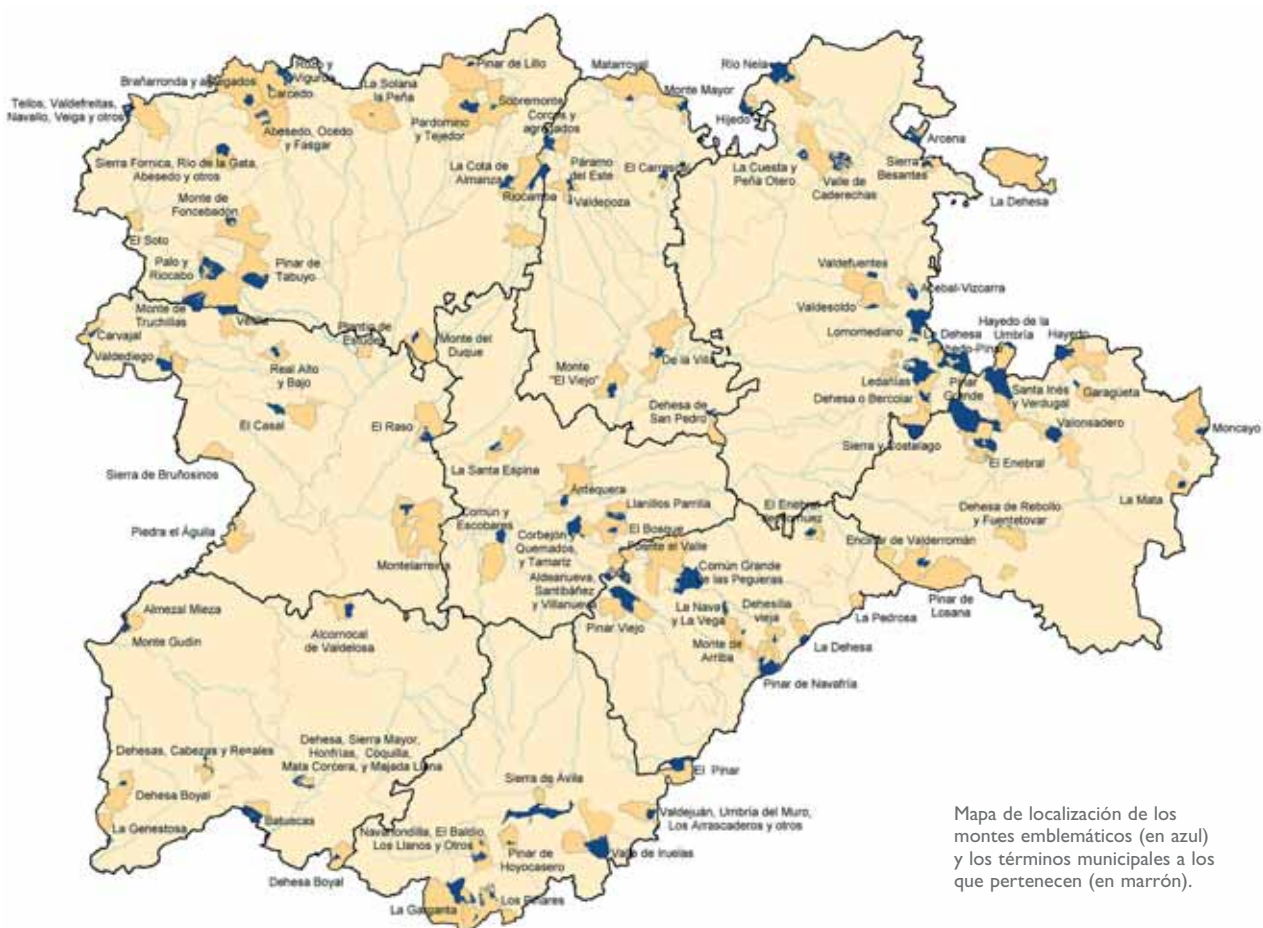 Pinar de Lillo
Matarroyal
Río Nela
Brañarronda y agregados
Vigurda
Carcedo
La Solana
la Peña
Monte Mayor
Teilos, Valdefreitas,
Navallo, Veiga y otros
Sobremonte
Hijedo
Abesedo, Ocedo
y Fasgar
Pardomino
y Tejedor
Corcos y
agregados
Arcena
Sierra Fornica, Río de la Gata,
Abesedo y otros
La Cota de
Almanza
Páramo
del Este
El Carrascal
La Cuesta y
Peña Otero
Valle de
Caderechas
Sierra
Besantes
Riocamba
Valdepoza
La Dehesa
Monte de
Foncebadón
El Soto
Palo y
Riocabo
Pinar de
Tabuyo
Valdefuentes
Acebal-Vizcarra
Valdesoldo
Monte de
Truchillas
Carvajal
Monte del
Duque
Lomomediano
La Dehesa
Hayedo de la
Umbría
Hayedo
Valdediego
Real Alto
y Bajo
De la Villa
Monte
"El Viejo"
Ledanías
Pinar
Grande
Santa Inés
y Verdugal
Garagüeta
Dehesa o Bercolar
El Casal
El Raso
Dehesa de
San Pedro
Valonsadero
Moncayo
Sierra y Costalago
El Enebral
Sierra de Bruñosinos
La Santa Espina
La Mata
Antequera
Llanillos Parrilla
El Enebral
Dehesa de Rebollo
y Fuentetovar
Común y
Escobares
El Bosque
Piedra el Águila
Corbejón y
Quemados,
y Tamariz
Puente el Valle
Encinar de Valderromán
Montelarreina
Común Grande
de las Pegueras
Aldeanueva,
Santibáñez
y Villanueva
Pinar de
Losana
Almezal Mieza
La Nava
y La Vega
Dehesilla
vieja
La Pedrosa
Monte Gudín
Alcornocal
de Valdelosa
Pinar Viejo
Monte de
Arriba
La Dehesa
Pinar de Navafría
Dehesas, Cabezas y Renales
Dehesa, Sierra Mayor,
Honfrías, Coquilla,
Mata Corcera, y Majada Llana
El Pinar
Sierra de Ávila
Dehesa Boyal
Valdejuán, Umbría del Muro,
Los Arrascaderos y otros
La Genestosa
Batuecas
Navahondilla, El Baldío,
Los Llanos y Otros
Pinar de
Hoyocasero
Valle de Iruelas
Dehesa Boyal
La Garganta
Los Pinares
Mapa de localización de los
montes emblemáticos (en azul)
y los términos municipales a los
que pertenecen (en marrón).